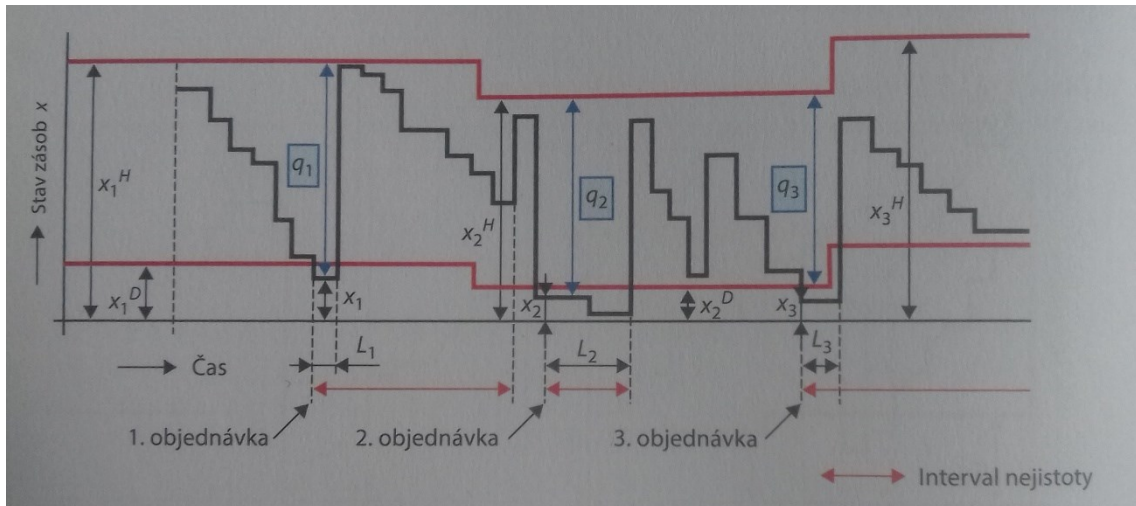 Stav zásob x
x₁ᴴ
x₁ᴰ
q₁
x₁
L₁
x₂ᴴ
q₂
x₂
x₂ᴰ
L₂
q₃
x₃
L₃
x₃ᴴ
Čas
1. objednávka
2. objednávka
3. objednávka
Interval nejistoty